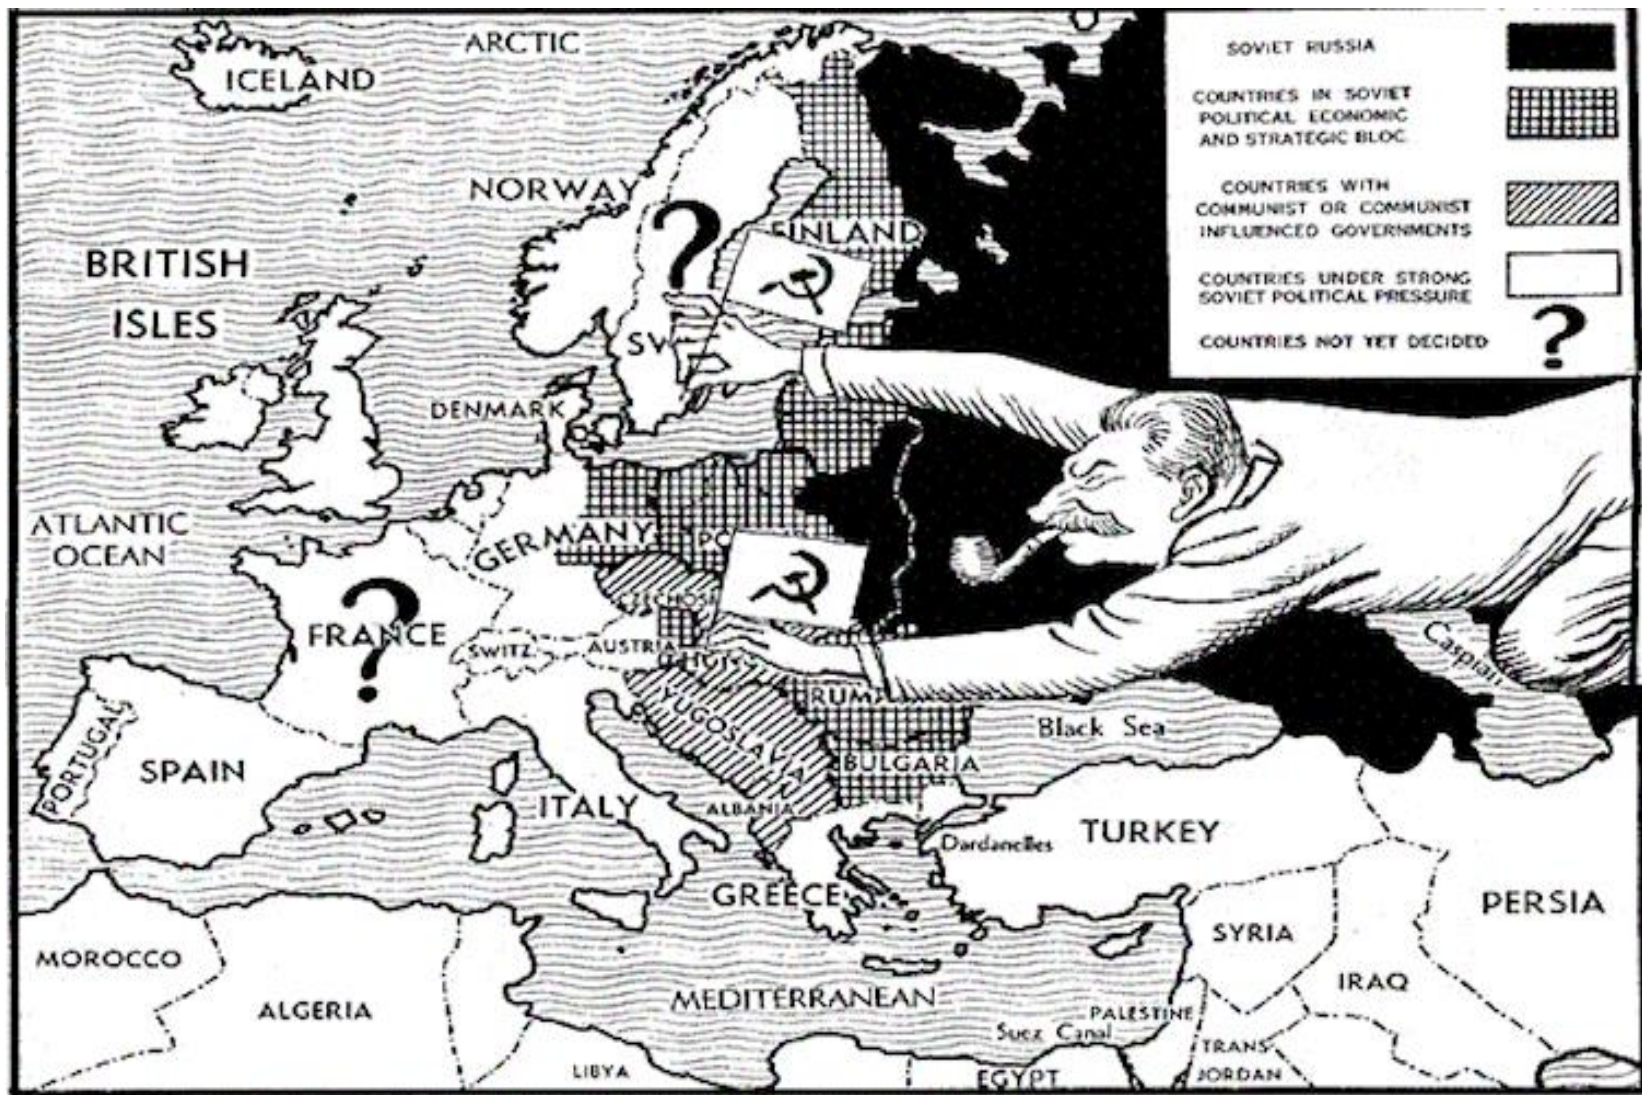 ARCTIC
ICELAND
NORWAY
?
FINLAND
BRITISH
ISLES
SW
DENMARK
ATLANTIC
OCEAN
GERMANY
PO
CHOSL
FRANCE
?
SWITZ.
AUSTRIA
HUN
RUMA
YUGOSLAVIA
Black Sea
Caspian
BULGARIA
PORTUGAL
SPAIN
ITALY
ALBANIA
Dardanelles
TURKEY
GREECE
PERSIA
SYRIA
MOROCCO
ALGERIA
IRAQ
MEDITERRANEAN
PALESTINE
Suez Canal
TRANS
JORDAN
LIBYA
EGYPT
SOVIET RUSSIA
COUNTRIES IN SOVIET
POLITICAL ECONOMIC
AND STRATEGIC BLOC
COUNTRIES WITH
COMMUNIST OR COMMUNIST
INFLUENCED GOVERNMENTS
COUNTRIES UNDER STRONG
SOVIET POLITICAL PRESSURE
COUNTRIES NOT YET DECIDED
?